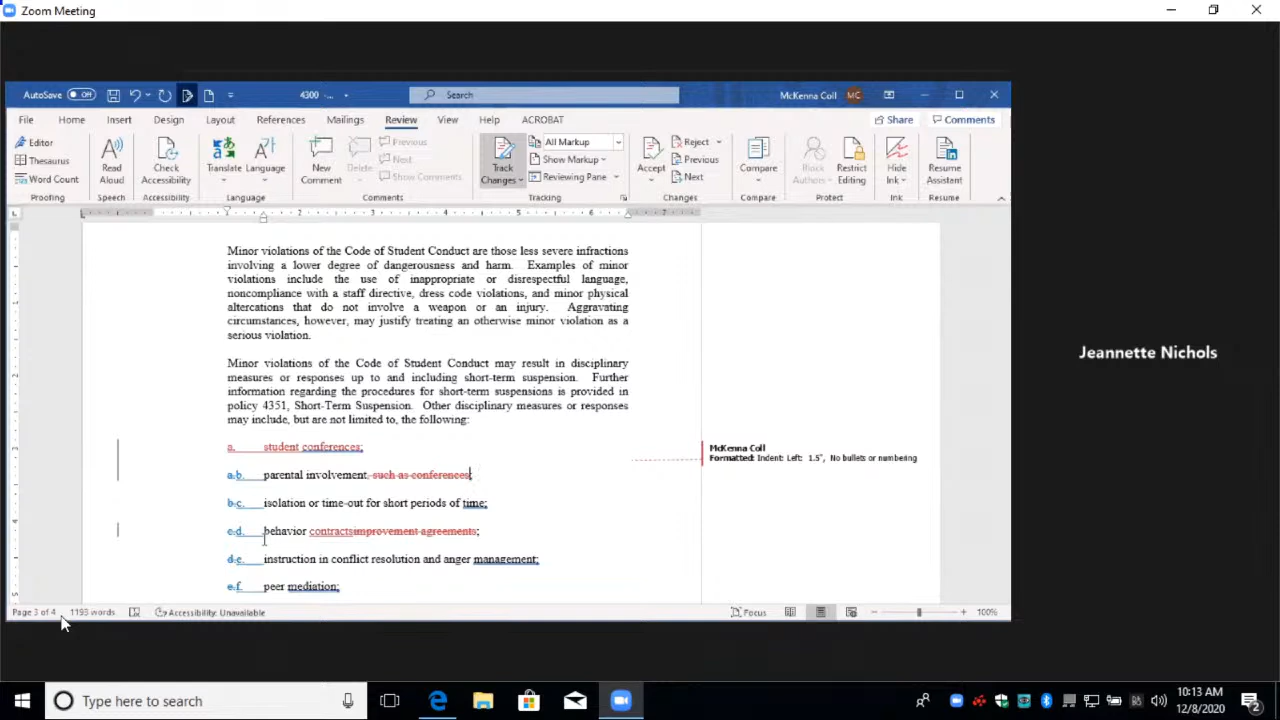 Zoom Meeting
AutoSave Off 4300 -... Search McKenna Coll MC
File Home Insert Design Layout References Mailings Review View Help ACROBAT Share Comments
Editor
Thesaurus
Word Count
Proofing
Read Aloud
Speech
Check Accessibility
Accessibility
Translate Language
Language
New Comment
Delete
Previous
Next
Show Comments
Comments
Track Changes
All Markup
Show Markup
Reviewing Pane
Tracking
Accept
Reject
Previous
Next
Changes
Compare
Compare
Block Authors
Restrict Editing
Protect
Hide Ink
Ink
Resume Assistant
Resume
1 2 3 4 5 6 7
Minor violations of the Code of Student Conduct are those less severe infractions
involving a lower degree of dangerousness and harm. Examples of minor
violations include the use of inappropriate or disrespectful language,
noncompliance with a staff directive, dress code violations, and minor physical
altercations that do not involve a weapon or an injury. Aggravating
circumstances, however, may justify treating an otherwise minor violation as a
serious violation.
Minor violations of the Code of Student Conduct may result in disciplinary
measures or responses up to and including short-term suspension. Further
information regarding the procedures for short-term suspensions is provided in
policy 4351, Short-Term Suspension. Other disciplinary measures or responses
may include, but are not limited to, the following:
a. student conferences;
a.b. parental involvement, such as conferences;
b.c. isolation or time-out for short periods of time;
c.d. behavior contractsimprovement agreements;
d.e. instruction in conflict resolution and anger management;
e.f. peer mediation;
McKenna Coll
Formatted: Indent: Left: 1.5", No bullets or numbering
Jeannette Nichols
Page 3 of 4 1193 words Accessibility: Unavailable Focus 100%
Type here to search
10:13 AM
12/8/2020
2